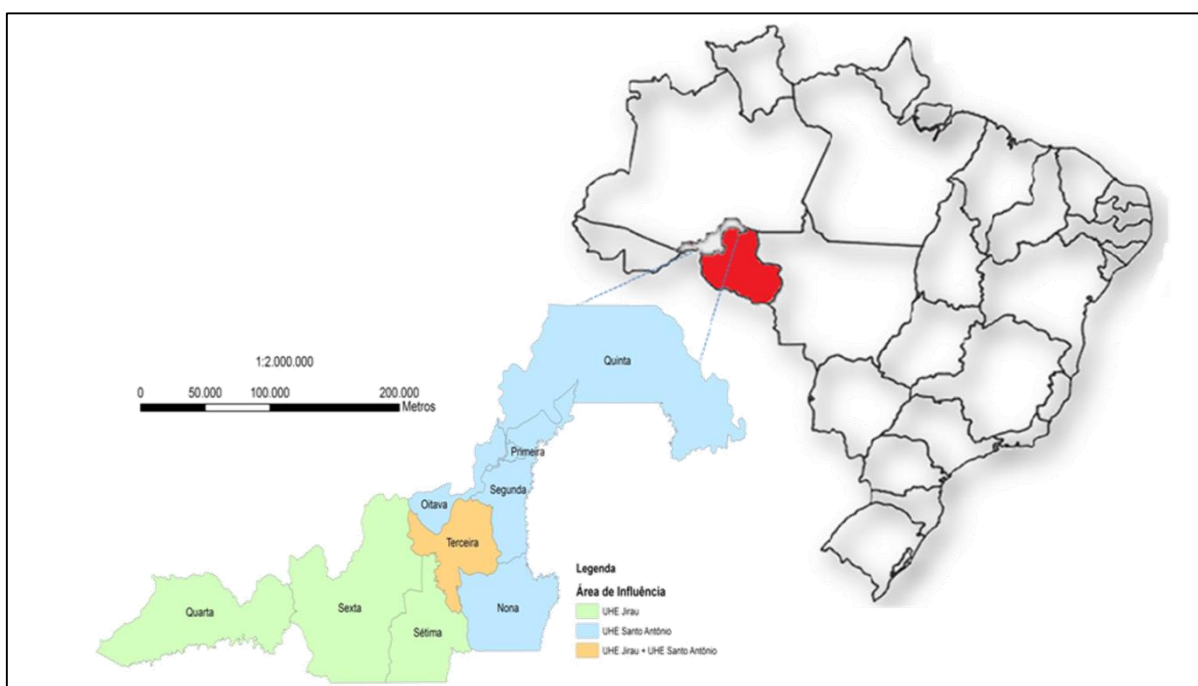 Quinta
1:2.000.000
0 50.000 100.000 200.000
Metros
Primeira
Segunda
Oitava
Terceira
Legenda
Área de Influência
Quarta
Sexta
Sétima
Nona
UHE Jirau
UHE Santo Antônio
UHE Jirau + UHE Santo Antônio